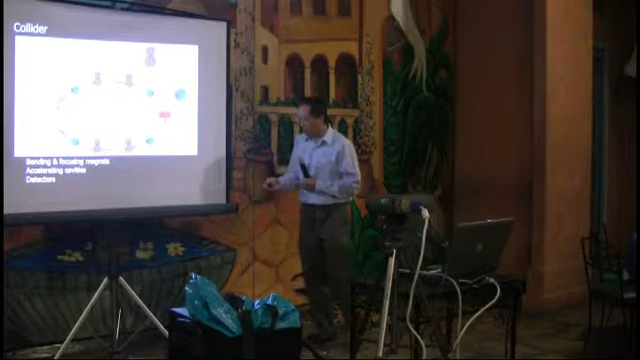 Collider
Bending & focusing magnets
Accelerating cavities
Detectors